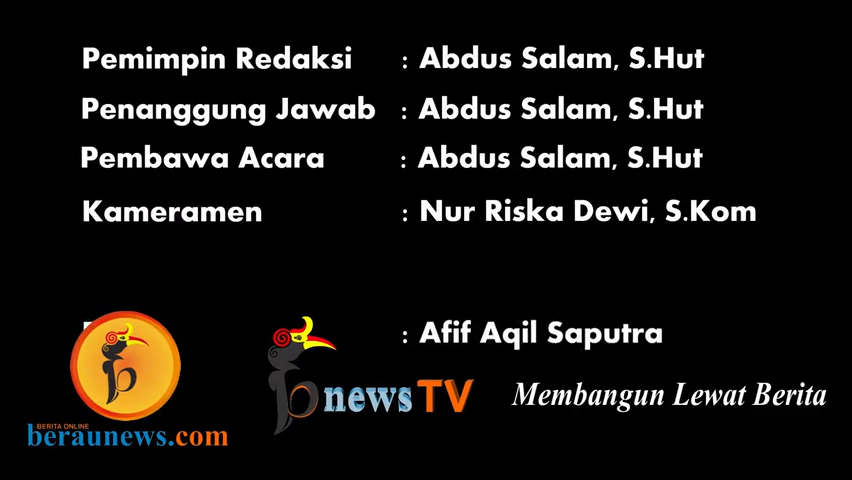 Pemimpin Redaksi : Abdus Salam, S.Hut
Penanggung Jawab : Abdus Salam, S.Hut
Pembawa Acara : Abdus Salam, S.Hut
Kameramen : Nur Riska Dewi, S.Kom
: Afif Aqil Saputra
bnewsTV
Membangun Lewat Berita
BERITA ONLINE
beraunews.com